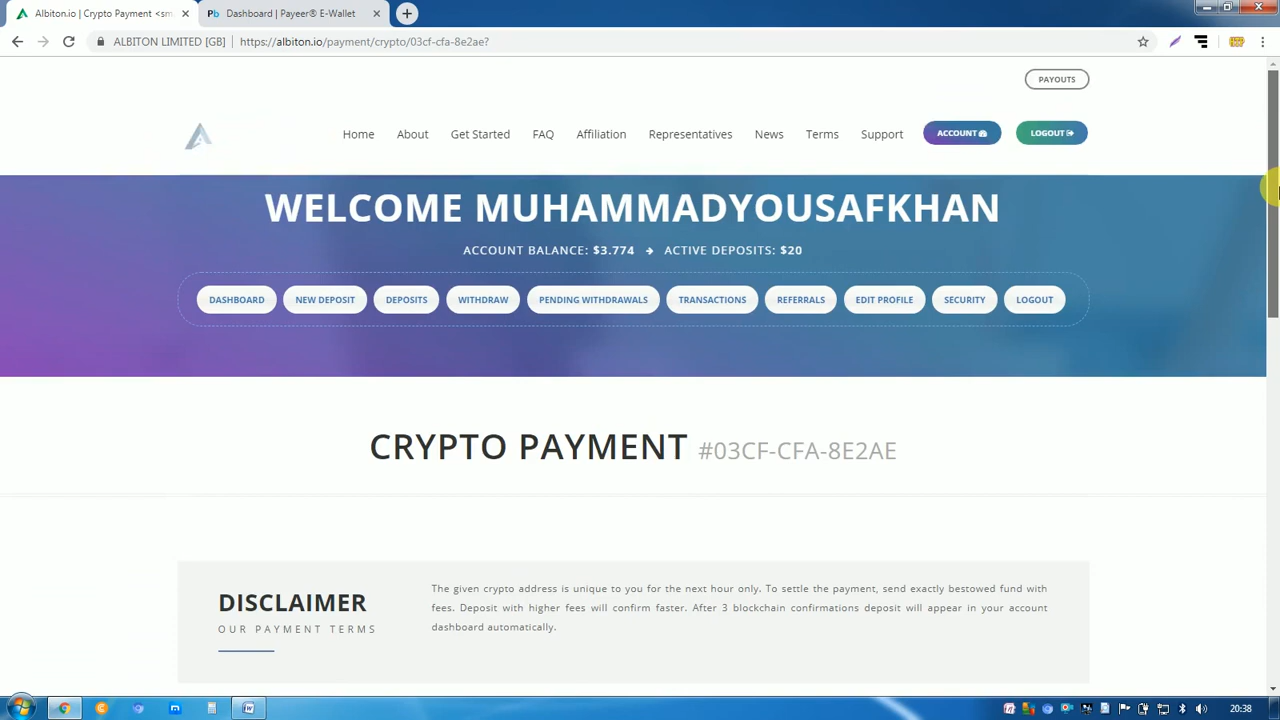 Albiton.io | Crypto Payment <sm
Pb Dashboard | Payeer® E-Wallet
ALBITON LIMITED [GB] https://albiton.io/payment/crypto/03cf-cfa-8e2ae?
PAYOUTS
Home About Get Started FAQ Affiliation Representatives News Terms Support ACCOUNT LOGOUT
WELCOME MUHAMMADYOUSAFKHAN
ACCOUNT BALANCE: $3.774 ACTIVE DEPOSITS: $20
DASHBOARD NEW DEPOSIT DEPOSITS WITHDRAW PENDING WITHDRAWALS TRANSACTIONS REFERRALS EDIT PROFILE SECURITY LOGOUT
CRYPTO PAYMENT #03CF-CFA-8E2AE
DISCLAIMER
OUR PAYMENT TERMS
The given crypto address is unique to you for the next hour only. To settle the payment, send exactly bestowed fund with
fees. Deposit with higher fees will confirm faster. After 3 blockchain confirmations deposit will appear in your account
dashboard automatically.
20:38